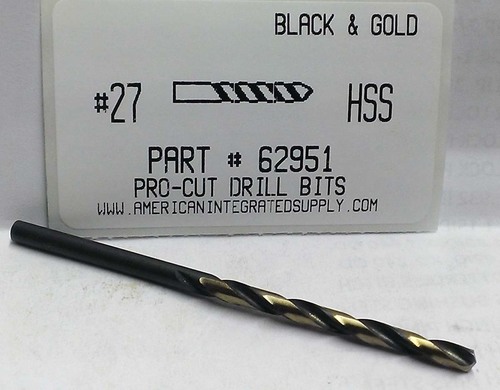 BLACK & GOLD
#27 HSS
PART # 62951
PRO-CUT DRILL BITS
WWW.AMERICANINTEGRATEDSUPPLY.COM